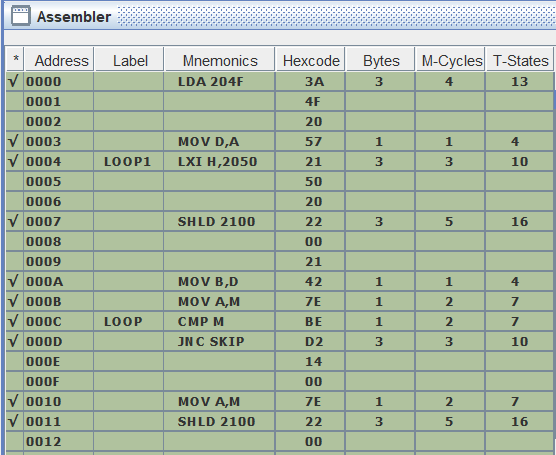 Assembler
* Address Label Mnemonics Hexcode Bytes M-Cycles T-States
√ 0000 LDA 204F 3A 3 4 13
0001 4F
0002 20
√ 0003 MOV D,A 57 1 1 4
√ 0004 LOOP1 LXI H,2050 21 3 3 10
0005 50
0006 20
√ 0007 SHLD 2100 22 3 5 16
0008 00
0009 21
√ 000A MOV B,D 42 1 1 4
√ 000B MOV A,M 7E 1 2 7
√ 000C LOOP CMP M BE 1 2 7
√ 000D JNC SKIP D2 3 3 10
000E 14
000F 00
√ 0010 MOV A,M 7E 1 2 7
√ 0011 SHLD 2100 22 3 5 16
0012 00